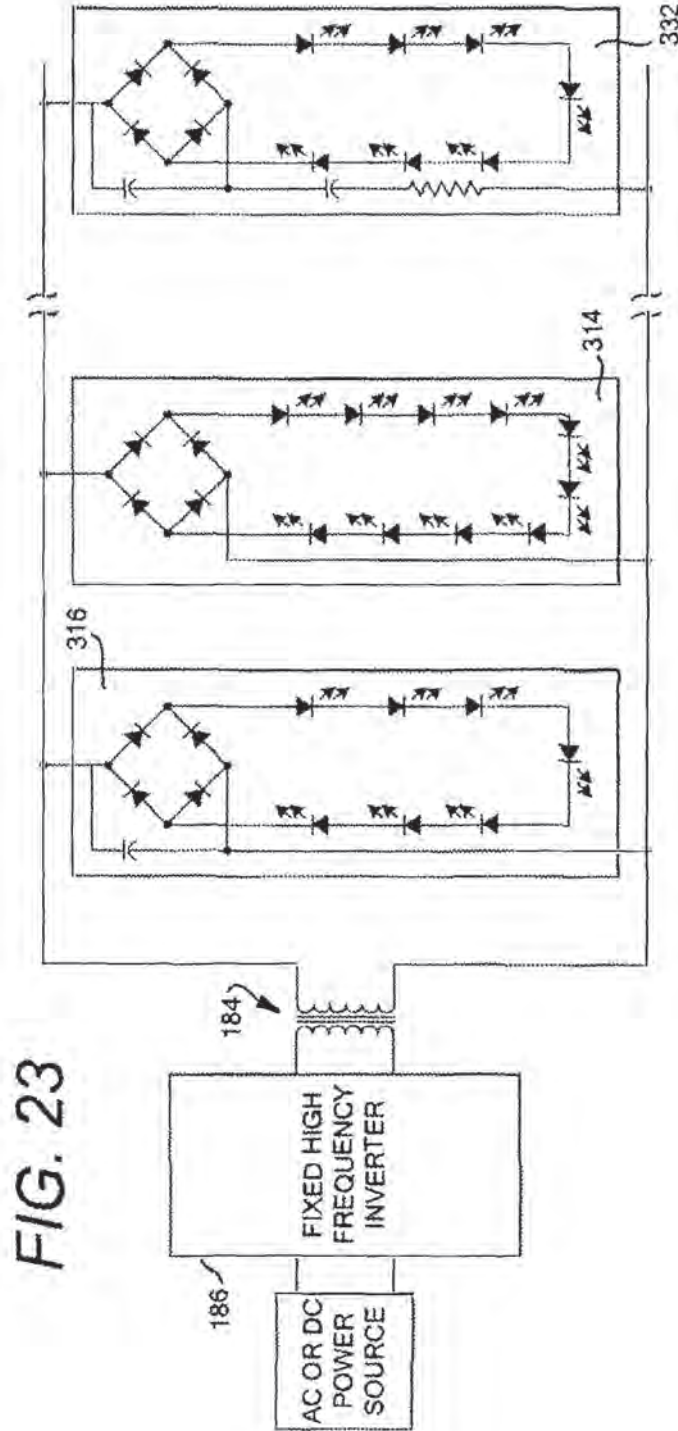 FIG. 23
AC OR DC
POWER
SOURCE
186
FIXED HIGH
FREQUENCY
INVERTER
184
316
314
332